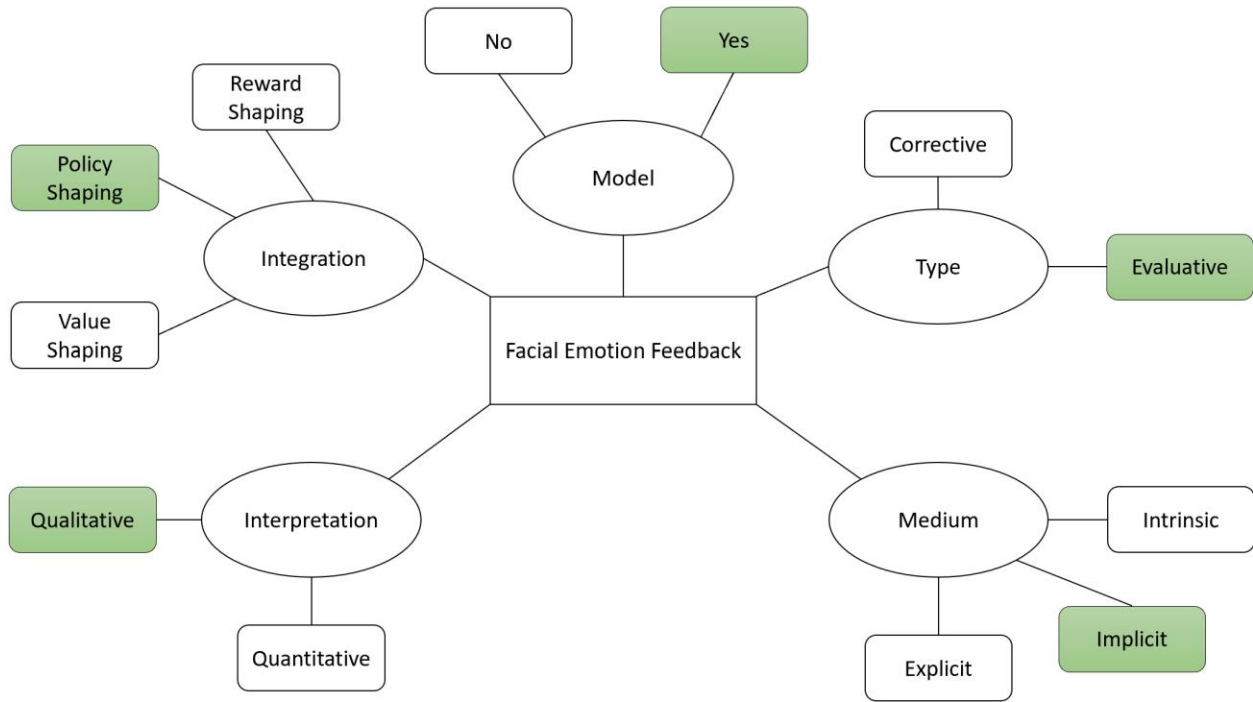 No
Yes
Reward
Shaping
Policy
Shaping
Corrective
Model
Integration
Type
Evaluative
Value
Shaping
Facial Emotion Feedback
Qualitative
Interpretation
Medium
Intrinsic
Quantitative
Explicit
Implicit